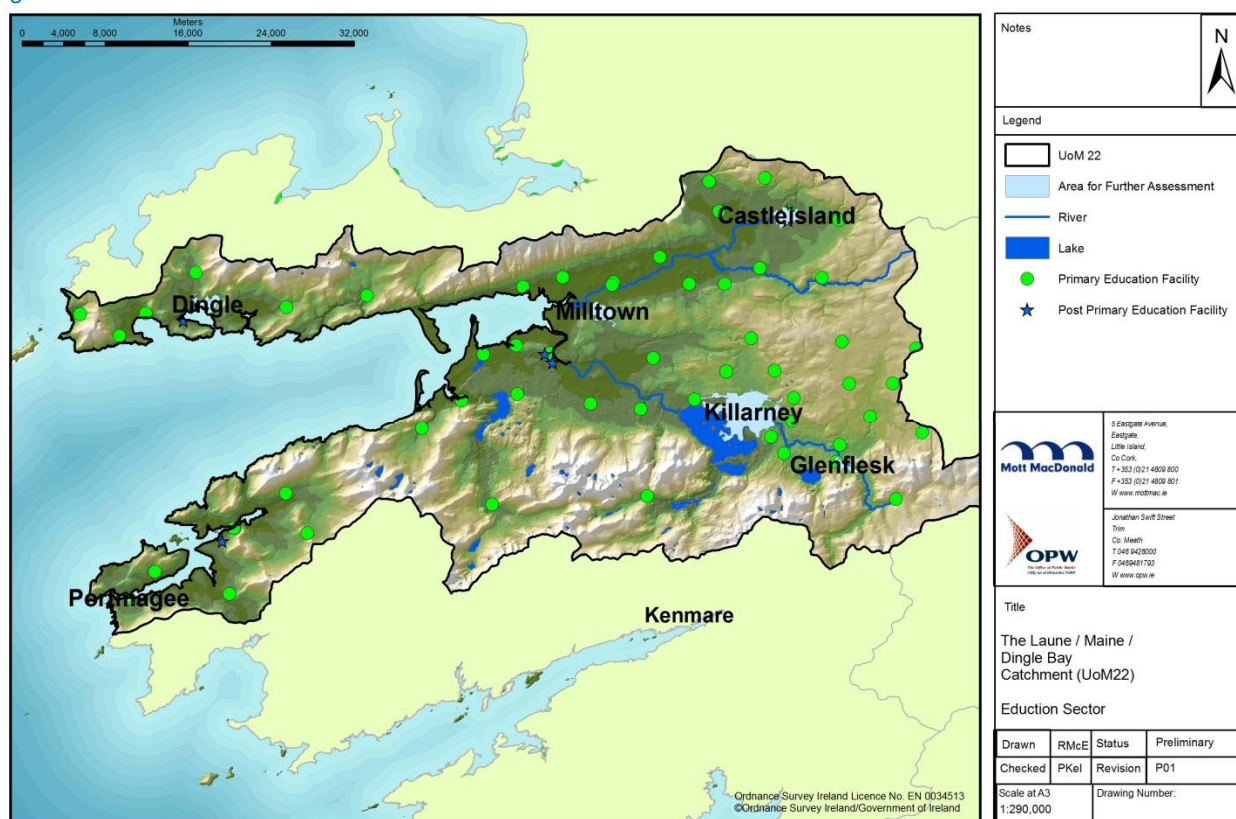 Meters
0 4,000 8,000 16,000 24,000 32,000
Castleisland
Dingle
Milltown
Killarney
Glenflesk
Portmagee
Kenmare
Ordnance Survey Ireland Licence No. EN 0034513
©Ordnance Survey Ireland/Government of Ireland
Notes
N
Legend
UoM 22
Area for Further Assessment
River
Lake
Primary Education Facility
Post Primary Education Facility
Mott MacDonald
5 Eastgate Avenue,
Eastgate,
Little Island,
Co Cork,
T +353 (0)21 4809 800
F +353 (0)21 4809 801
W www.mottmac.ie
OPW
The Office of Public Works
Jonathan Swift Street
Trim
Co. Meath
T 046 9426000
F 0469481793
W www.opw.ie
Title
The Laune / Maine /
Dingle Bay
Catchment (UoM22)
Eduction Sector
Drawn RMcE Status Preliminary
Checked PKel Revision P01
Scale at A3
1:290,000
Drawing Number: